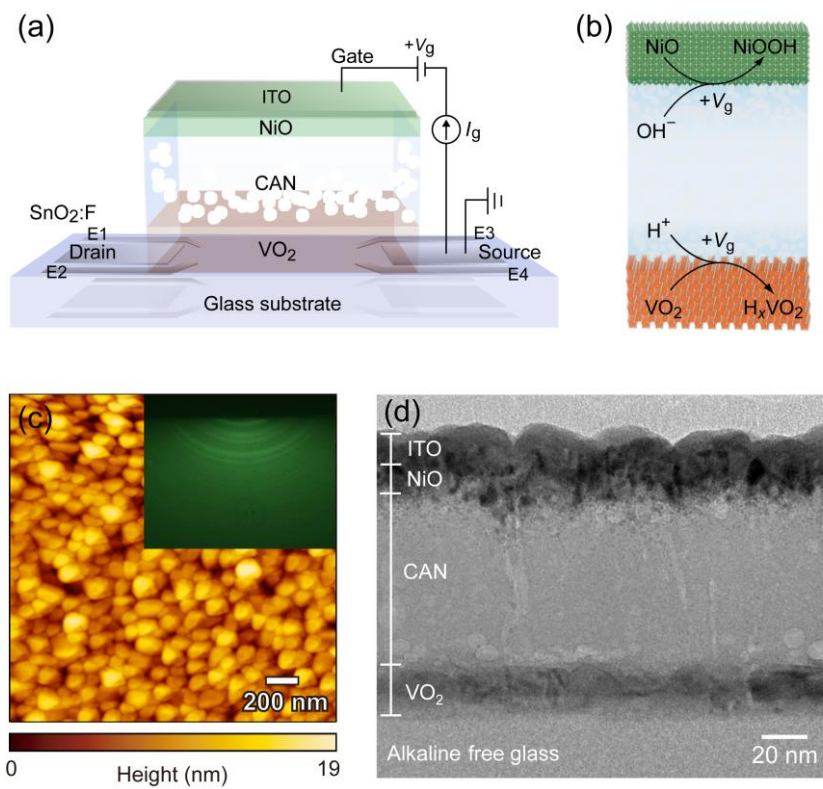 (a)
+Vg
Gate
ITO
NiO
Ig
CAN
SnO2:F
E1
E3
Drain
VO2
Source
E2
E4
Glass substrate
(b)
NiO
NiOOH
+Vg
OH−
H+
+Vg
VO2
HxVO2
(c)
200 nm
0
19
Height (nm)
(d)
ITO
NiO
CAN
VO2
20 nm
Alkaline free glass